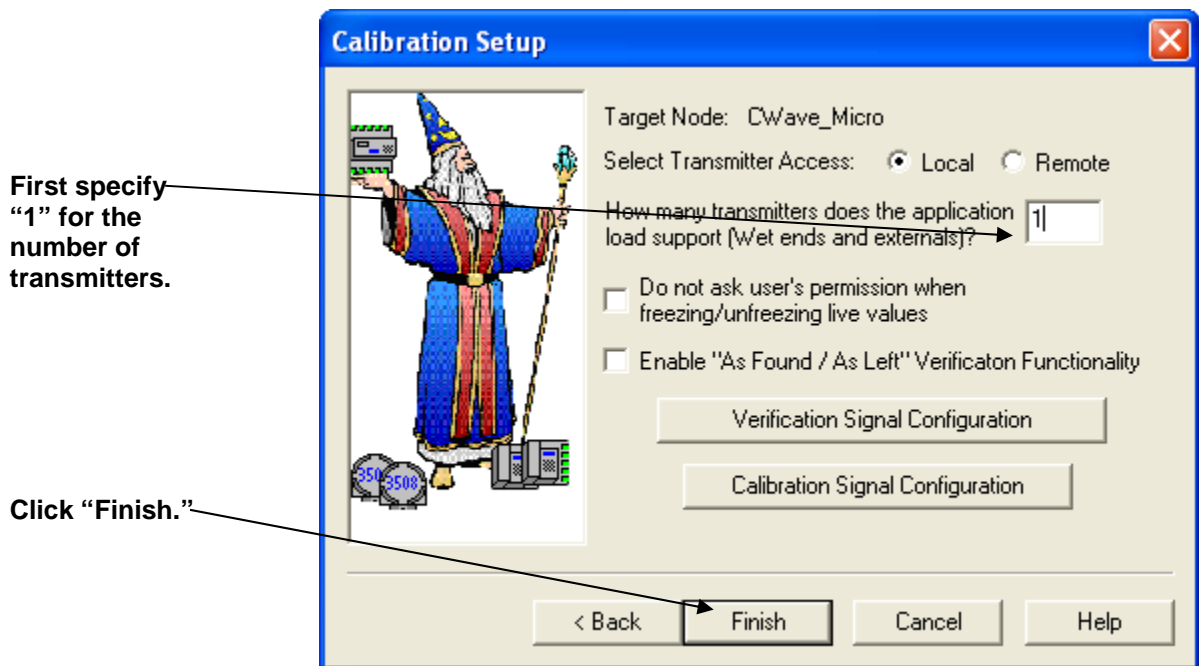 Calibration Setup
Target Node: CWave_Micro
Select Transmitter Access: Local Remote
First specify
“1” for the
number of
transmitters.
How many transmitters does the application
load support (Wet ends and externals)?
1
Do not ask user's permission when
freezing/unfreezing live values
Enable "As Found / As Left" Verificaton Functionality
Verification Signal Configuration
Calibration Signal Configuration
350
3508
Click “Finish.”
< Back
Finish
Cancel
Help